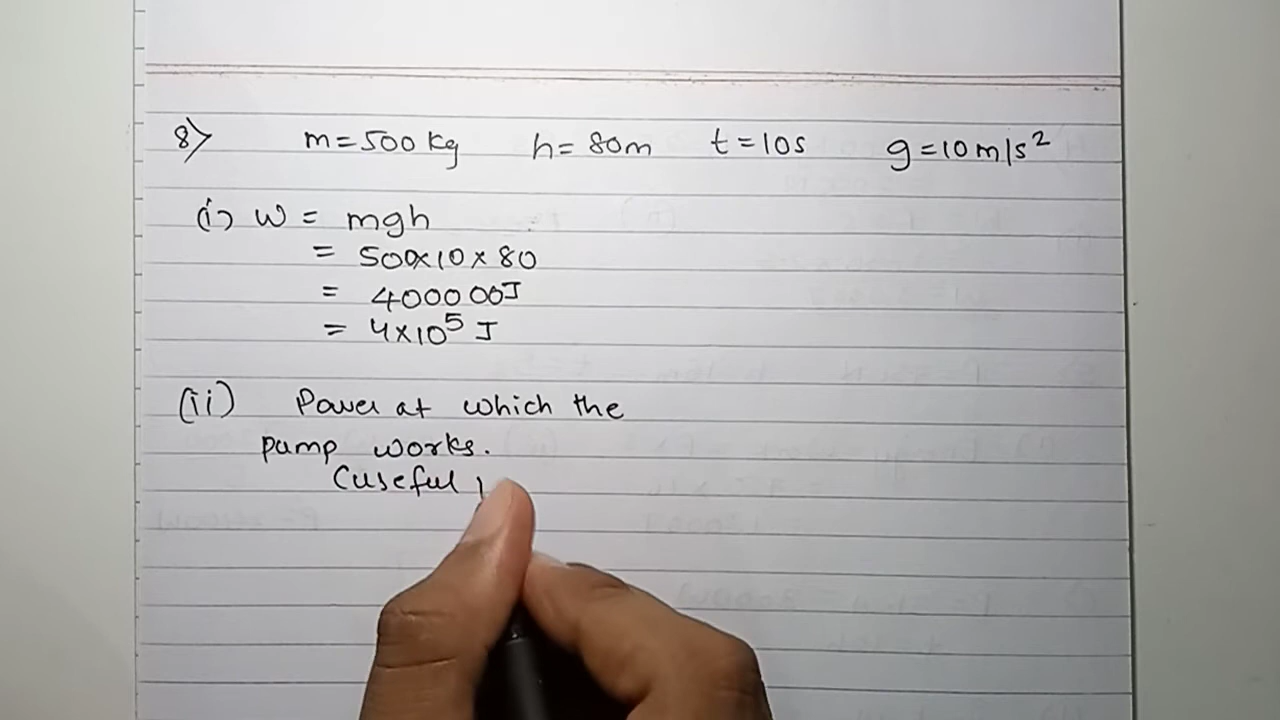 8) m=500 kg h= 80m t=10s g=10m/s²
(i) W = mgh
= 500×10×80
= 400000J
= 4×10⁵ J
(ii) Power at which the
pump works.
(useful